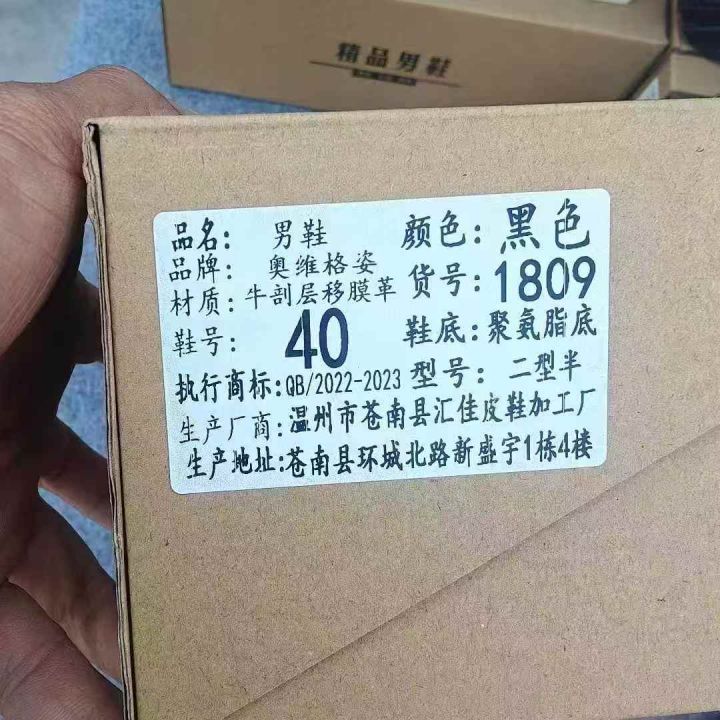 精品男鞋
品名: 男鞋 颜色: 黑色
品牌: 奥维格姿 货号: 1809
材质: 牛剖层移膜革
鞋号: 40 鞋底: 聚氨脂底
执行商标:QB/2022-2023 型号: 二型半
生产厂商:温州市苍南县汇佳皮鞋加工厂
生产地址:苍南县环城北路新盛宇1栋4楼